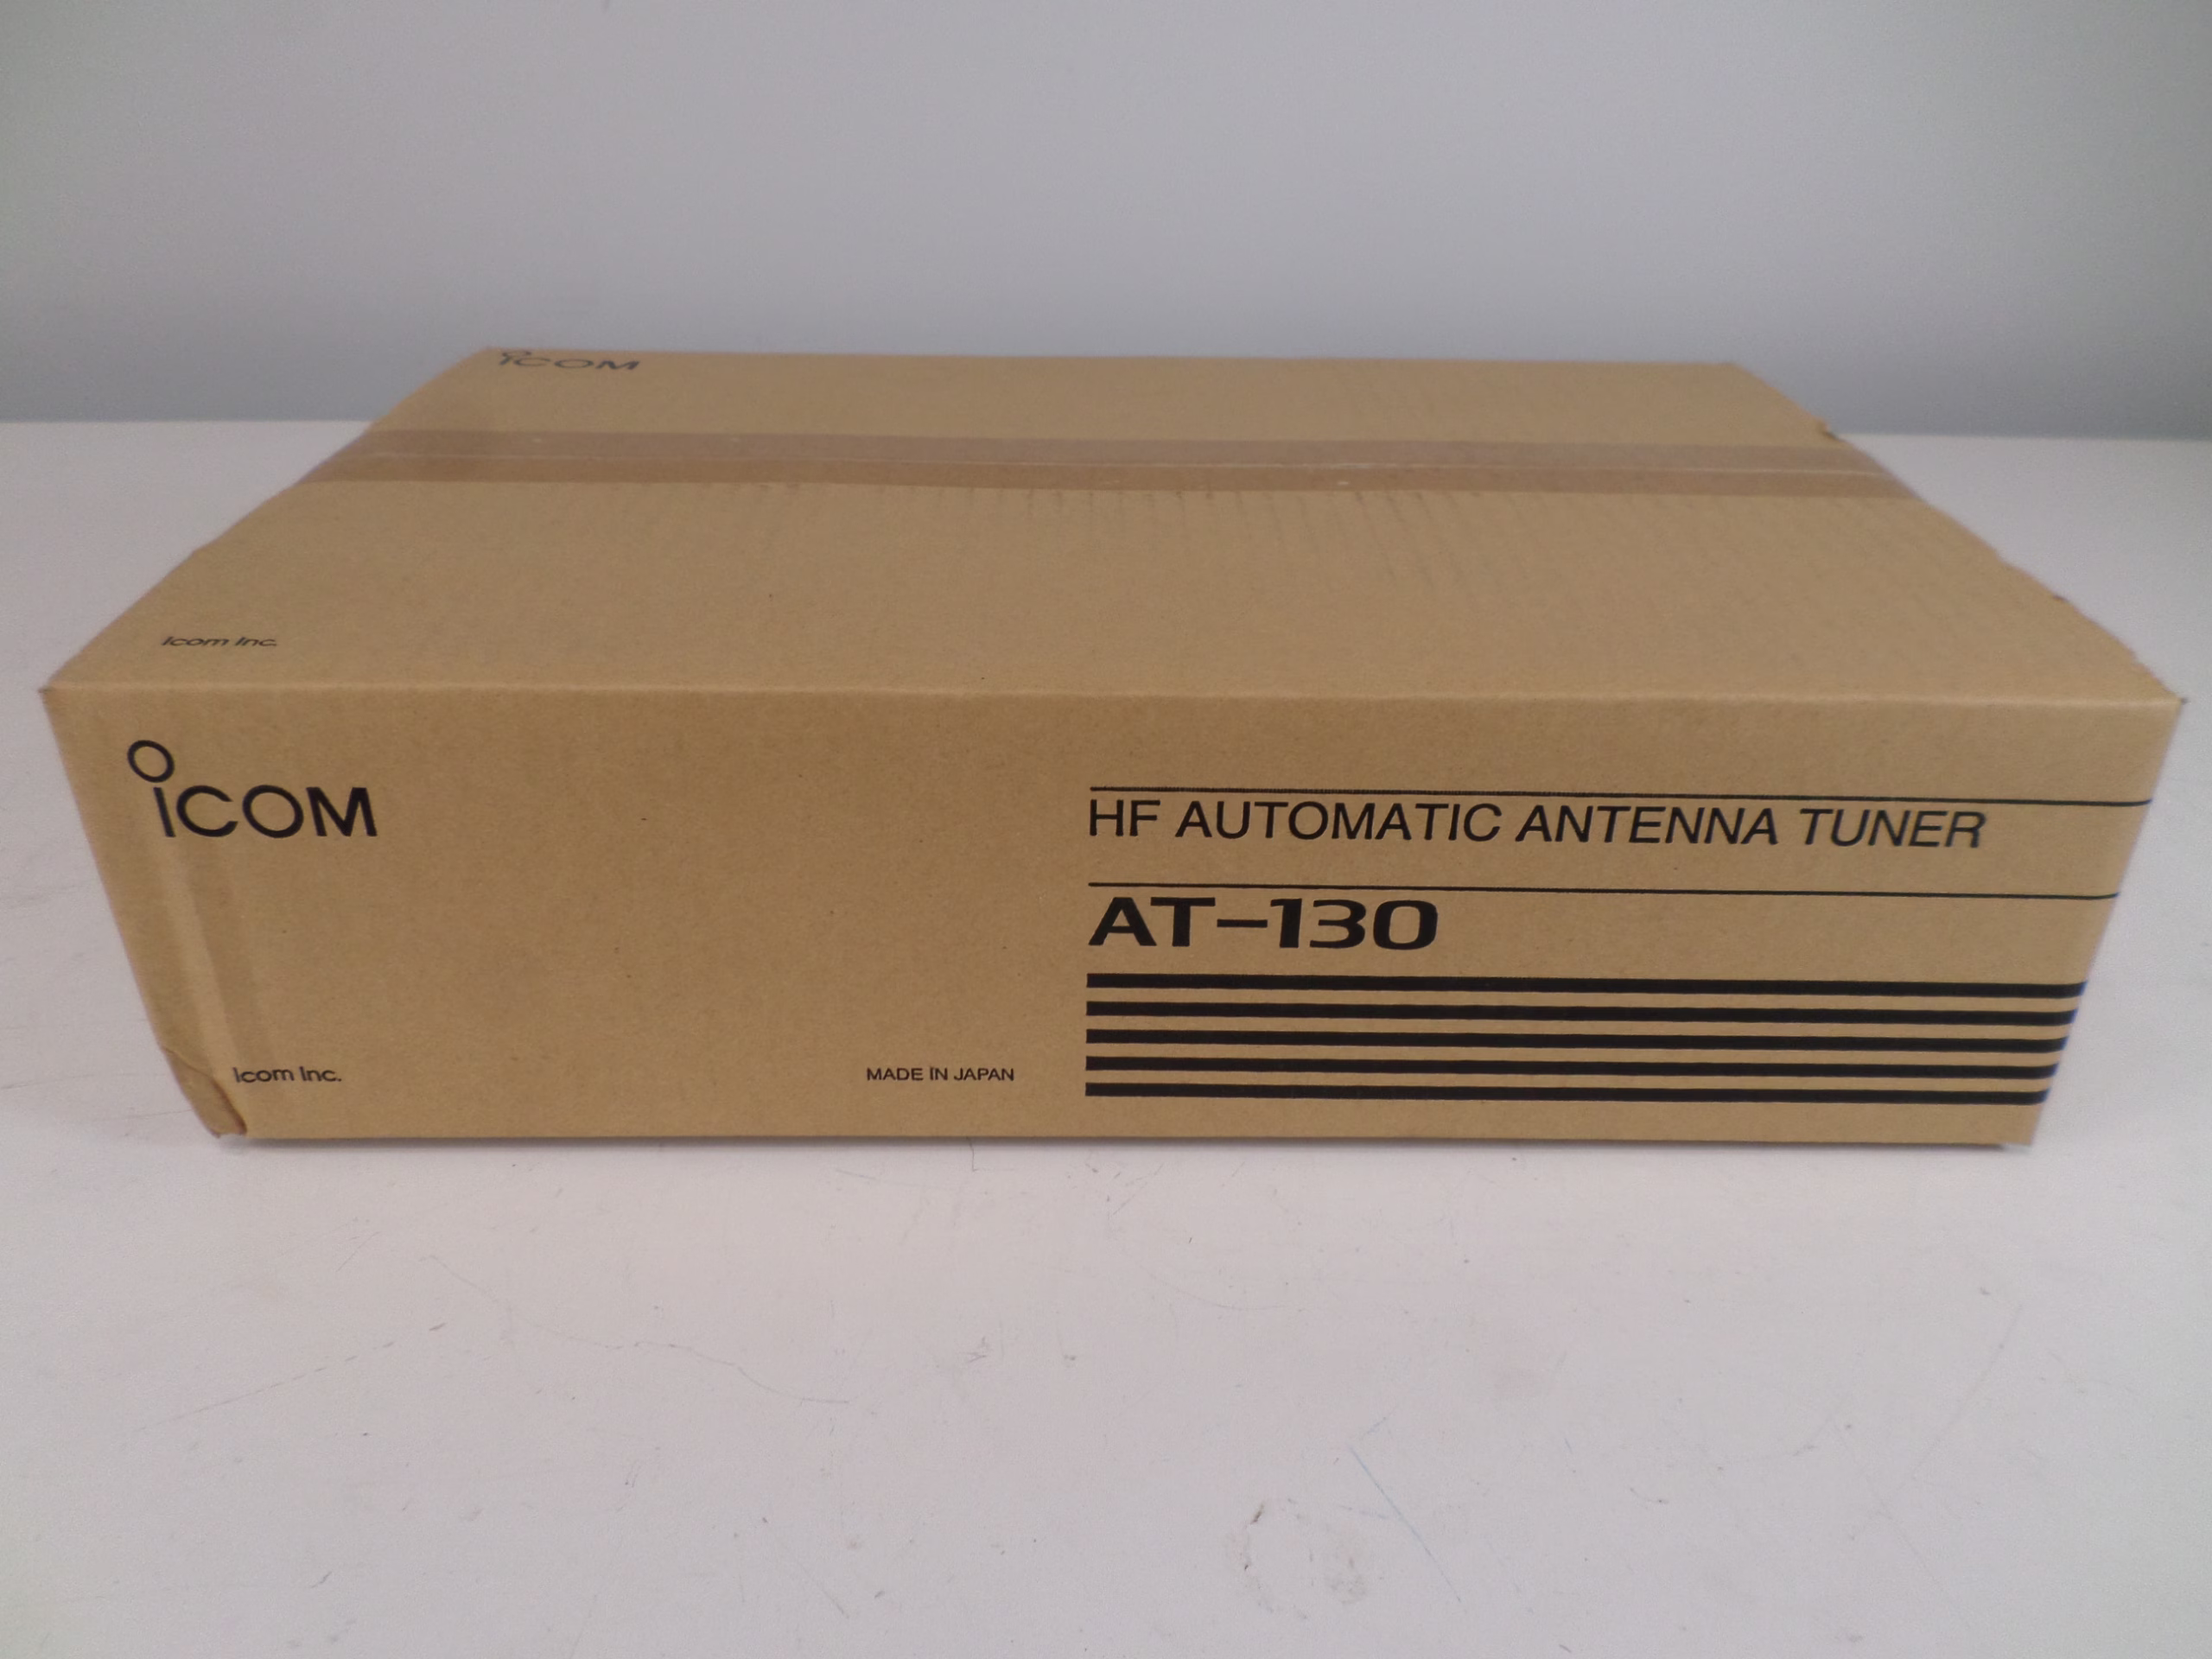 ICOM
Icom Inc.
ICOM
HF AUTOMATIC ANTENNA TUNER
AT-130
Icom Inc.
MADE IN JAPAN